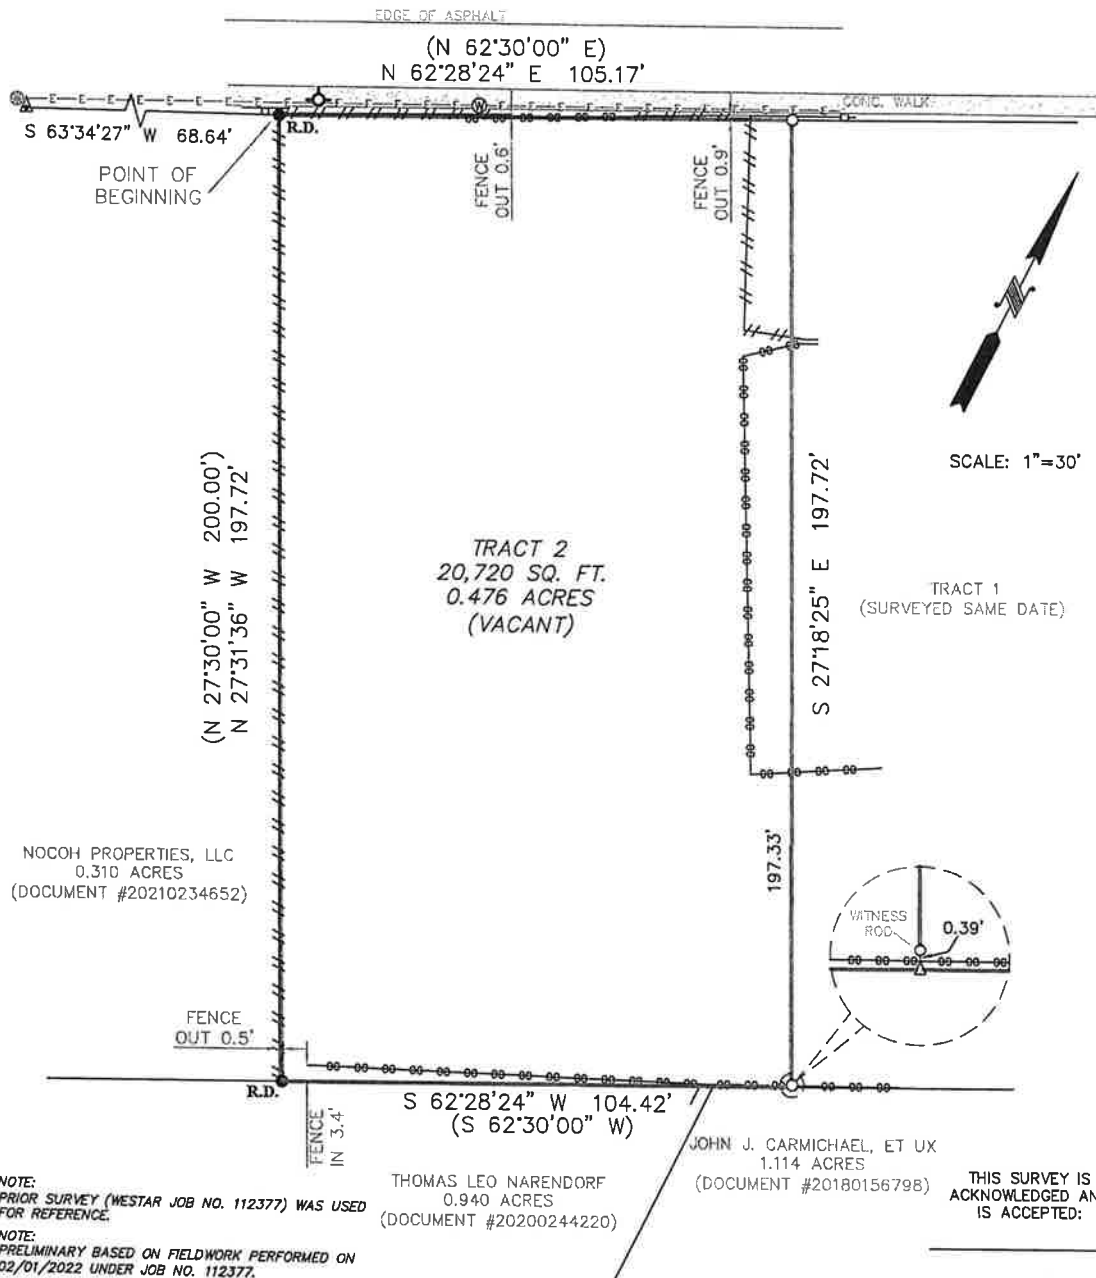 EDGE OF ASPHALT
(N 62°30'00" E)
N 62°28'24" E 105.17'
CONC. WALK
S 63°34'27" W 68.64'
R.D.
POINT OF
BEGINNING
FENCE
OUT 0.6'
FENCE
OUT 0.9'
SCALE: 1"=30'
(N 27°30'00" W 200.00')
N 27°31'36" W 197.72'
TRACT 2
20,720 SQ. FT.
0.476 ACRES
(VACANT)
S 27°18'25" E 197.72'
TRACT 1
(SURVEYED SAME DATE)
NOCOH PROPERTIES, LLC
0.310 ACRES
(DOCUMENT #20210234652)
197.33'
WITNESS
ROD
0.39'
FENCE
OUT 0.5'
R.D.
S 62°28'24" W 104.42'
(S 62°30'00" W)
FENCE
IN 3.4'
JOHN J. CARMICHAEL, ET UX
1.114 ACRES
(DOCUMENT #20180156798)
THOMAS LEO NARENDORF
0.940 ACRES
(DOCUMENT #20200244220)
THIS SURVEY IS
ACKNOWLEDGED AN
IS ACCEPTED:
NOTE:
PRIOR SURVEY (WESTAR JOB NO. 112377) WAS USED
FOR REFERENCE.
NOTE:
PRELIMINARY BASED ON FIELDWORK PERFORMED ON
02/01/2022 UNDER JOB NO. 112377.